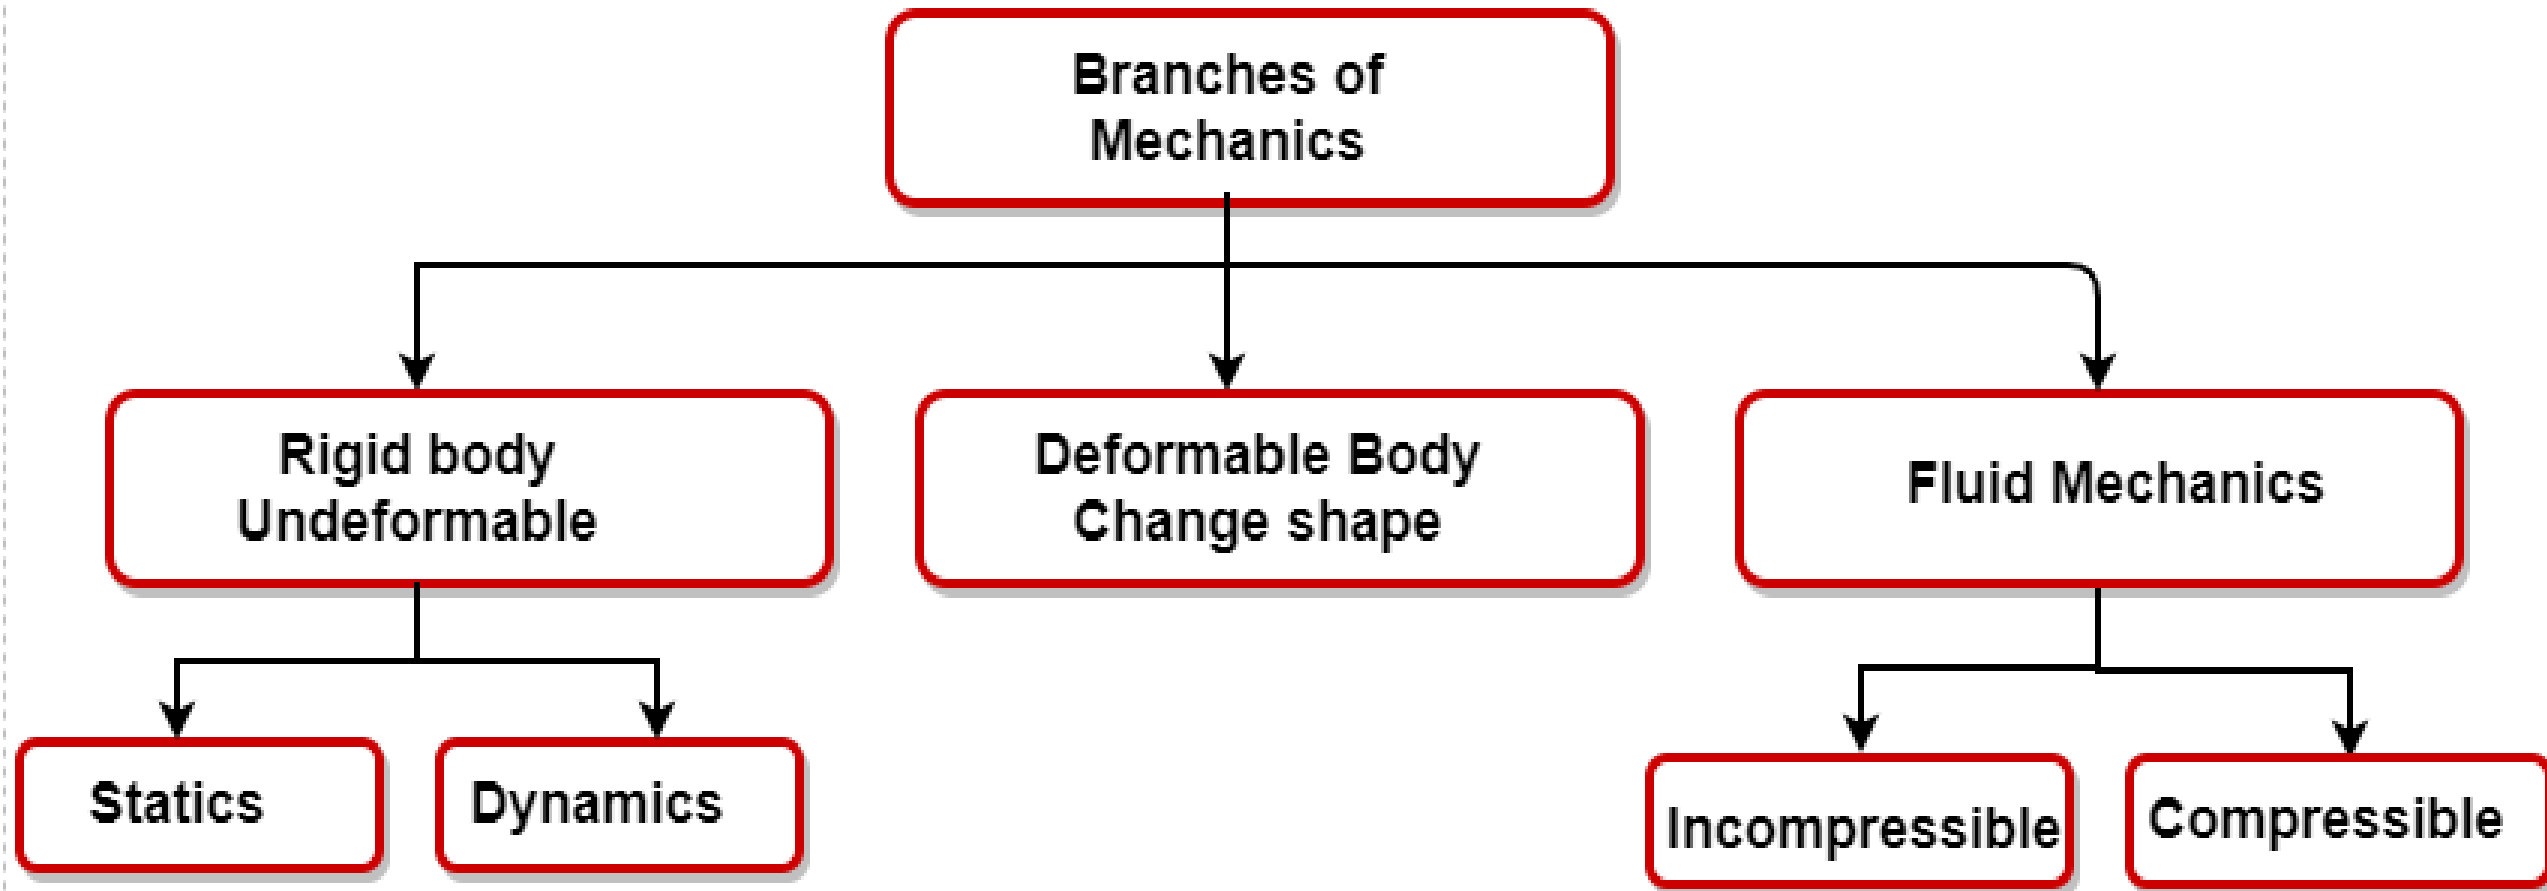 Branches of
Mechanics
Rigid body
Undeformable
Deformable Body
Change shape
Fluid Mechanics
Statics
Dynamics
Incompressible
Compressible